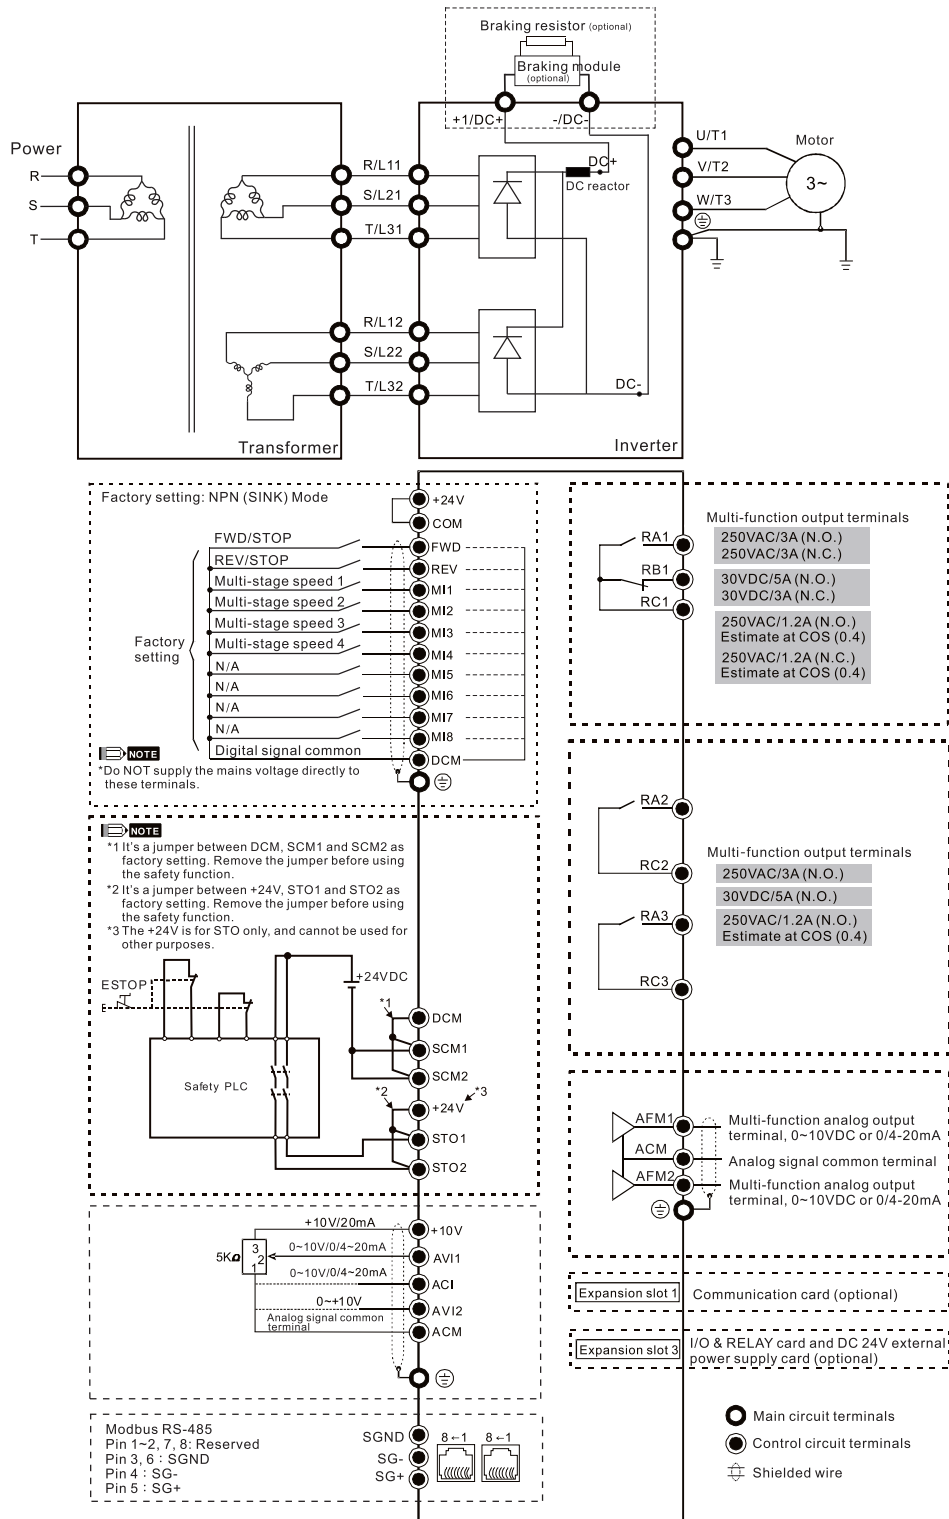 Braking resistor (optional)
Braking module
(optional)
+1/DC+
-/DC-
Power
R
S
T
R/L11
S/L21
T/L31
R/L12
S/L22
T/L32
Transformer
DC+
DC reactor
DC-
Inverter
U/T1
V/T2
W/T3
Motor
3~
Factory setting: NPN (SINK) Mode
+24V
COM
FWD/STOP
FWD
REV/STOP
REV
Multi-stage speed 1
MI1
Multi-stage speed 2
MI2
Multi-stage speed 3
MI3
Multi-stage speed 4
MI4
Factory
setting
N/A
MI5
N/A
MI6
N/A
MI7
N/A
MI8
Digital signal common
DCM
NOTE
*Do NOT supply the mains voltage directly to
these terminals.
NOTE
*1 It's a jumper between DCM, SCM1 and SCM2 as
factory setting. Remove the jumper before using
the safety function.
*2 It's a jumper between +24V, STO1 and STO2 as
factory setting. Remove the jumper before using
the safety function.
*3 The +24V is for STO only, and cannot be used for
other purposes.
ESTOP
+24VDC
Safety PLC
*1
DCM
SCM1
SCM2
*2
*3
+24V
STO1
STO2
+10V/20mA
+10V
5KΩ
3
2
1
0~10V/0/4~20mA
AVI1
0~10V/0/4~20mA
ACI
0~+10V
AVI2
Analog signal common
terminal
ACM
Modbus RS-485
Pin 1~2, 7, 8: Reserved
Pin 3, 6 : SGND
Pin 4 : SG-
Pin 5 : SG+
SGND
SG-
SG+
8←1
8←1
RA1
RB1
RC1
Multi-function output terminals
250VAC/3A (N.O.)
250VAC/3A (N.C.)
30VDC/5A (N.O.)
30VDC/3A (N.C.)
250VAC/1.2A (N.O.)
Estimate at COS (0.4)
250VAC/1.2A (N.C.)
Estimate at COS (0.4)
RA2
RC2
RA3
RC3
Multi-function output terminals
250VAC/3A (N.O.)
30VDC/5A (N.O.)
250VAC/1.2A (N.O.)
Estimate at COS (0.4)
AFM1
Multi-function analog output
terminal, 0~10VDC or 0/4-20mA
ACM
Analog signal common terminal
AFM2
Multi-function analog output
terminal, 0~10VDC or 0/4-20mA
Expansion slot 1
Communication card (optional)
Expansion slot 3
I/O & RELAY card and DC 24V external
power supply card (optional)
Main circuit terminals
Control circuit terminals
Shielded wire